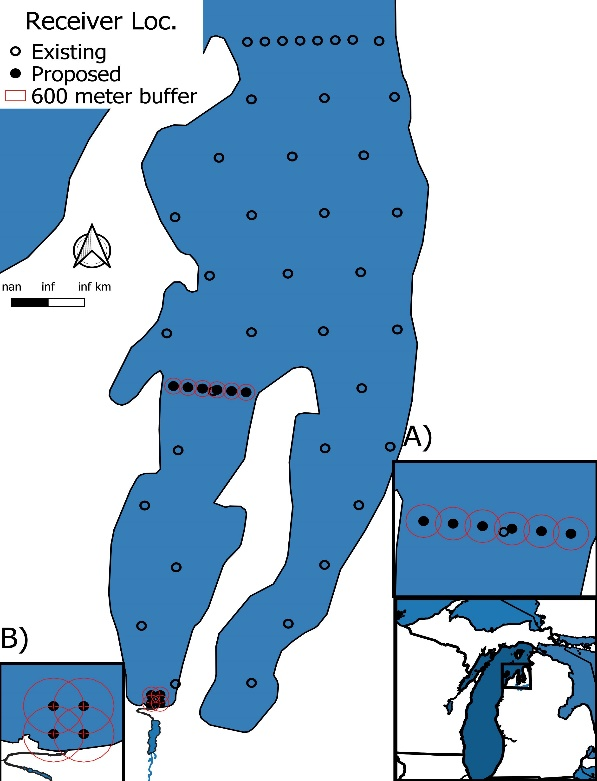 Receiver Loc.
Existing
Proposed
600 meter buffer
nan inf inf km
A)
B)